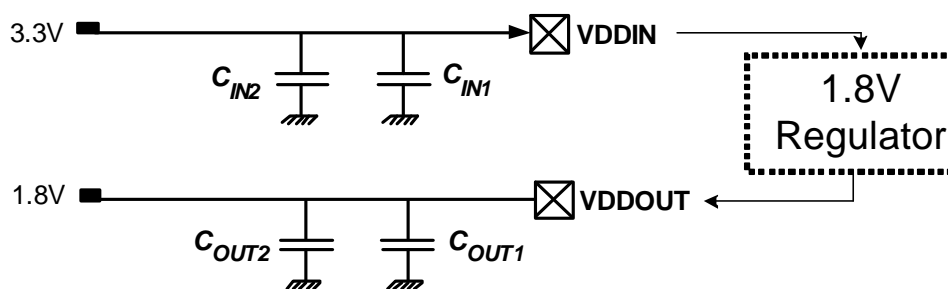 3.3V
VDDIN
C_IN2
C_IN1
1.8V
Regulator
1.8V
VDDOUT
C_OUT2
C_OUT1